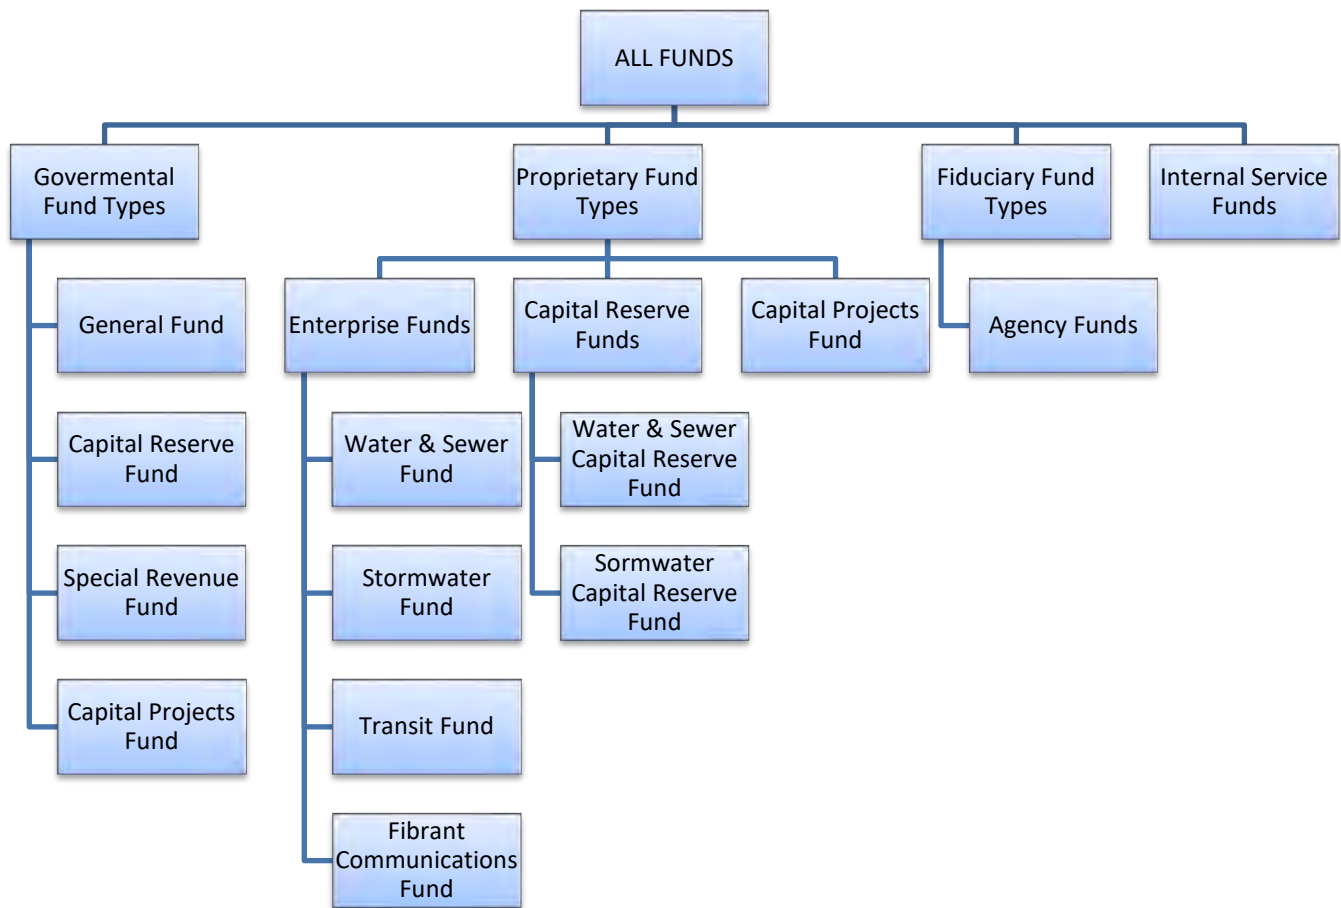 ALL FUNDS
Govermental
Fund Types
Proprietary Fund
Types
Fiduciary Fund
Types
Internal Service
Funds
General Fund
Enterprise Funds
Capital Reserve
Funds
Capital Projects
Fund
Agency Funds
Capital Reserve
Fund
Water & Sewer
Fund
Water & Sewer
Capital Reserve
Fund
Special Revenue
Fund
Stormwater
Fund
Sormwater
Capital Reserve
Fund
Capital Projects
Fund
Transit Fund
Fibrant
Communications
Fund